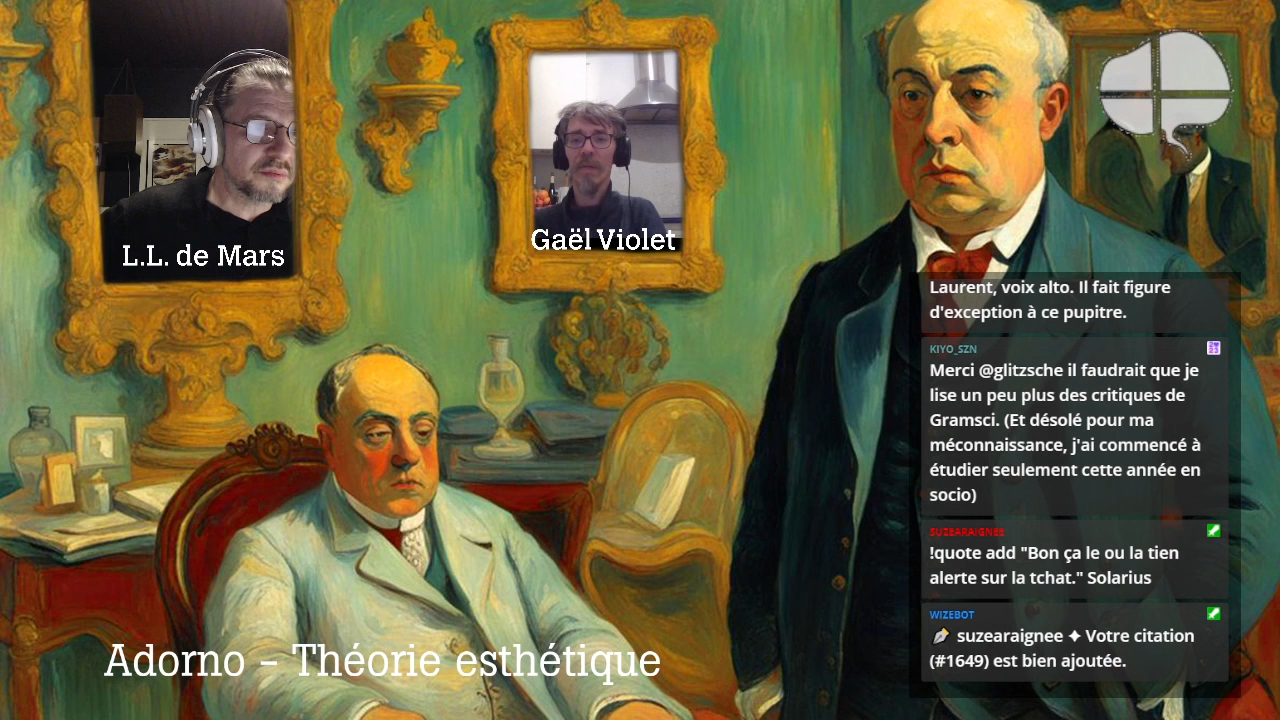 L.L. de Mars
Gaël Violet
Laurent, voix alto. Il fait figure
d'exception à ce pupitre.
KIYO_SZN
Merci @glitzsche il faudrait que je
lise un peu plus des critiques de
Gramsci. (Et désolé pour ma
méconnaissance, j'ai commencé à
étudier seulement cette année en
socio)
SUZEARAIGNEE
!quote add "Bon ça le ou la tien
alerte sur la tchat." Solarius
WIZEBOT
suzearaignee ✦ Votre citation
(#1649) est bien ajoutée.
Adorno – Théorie esthétique